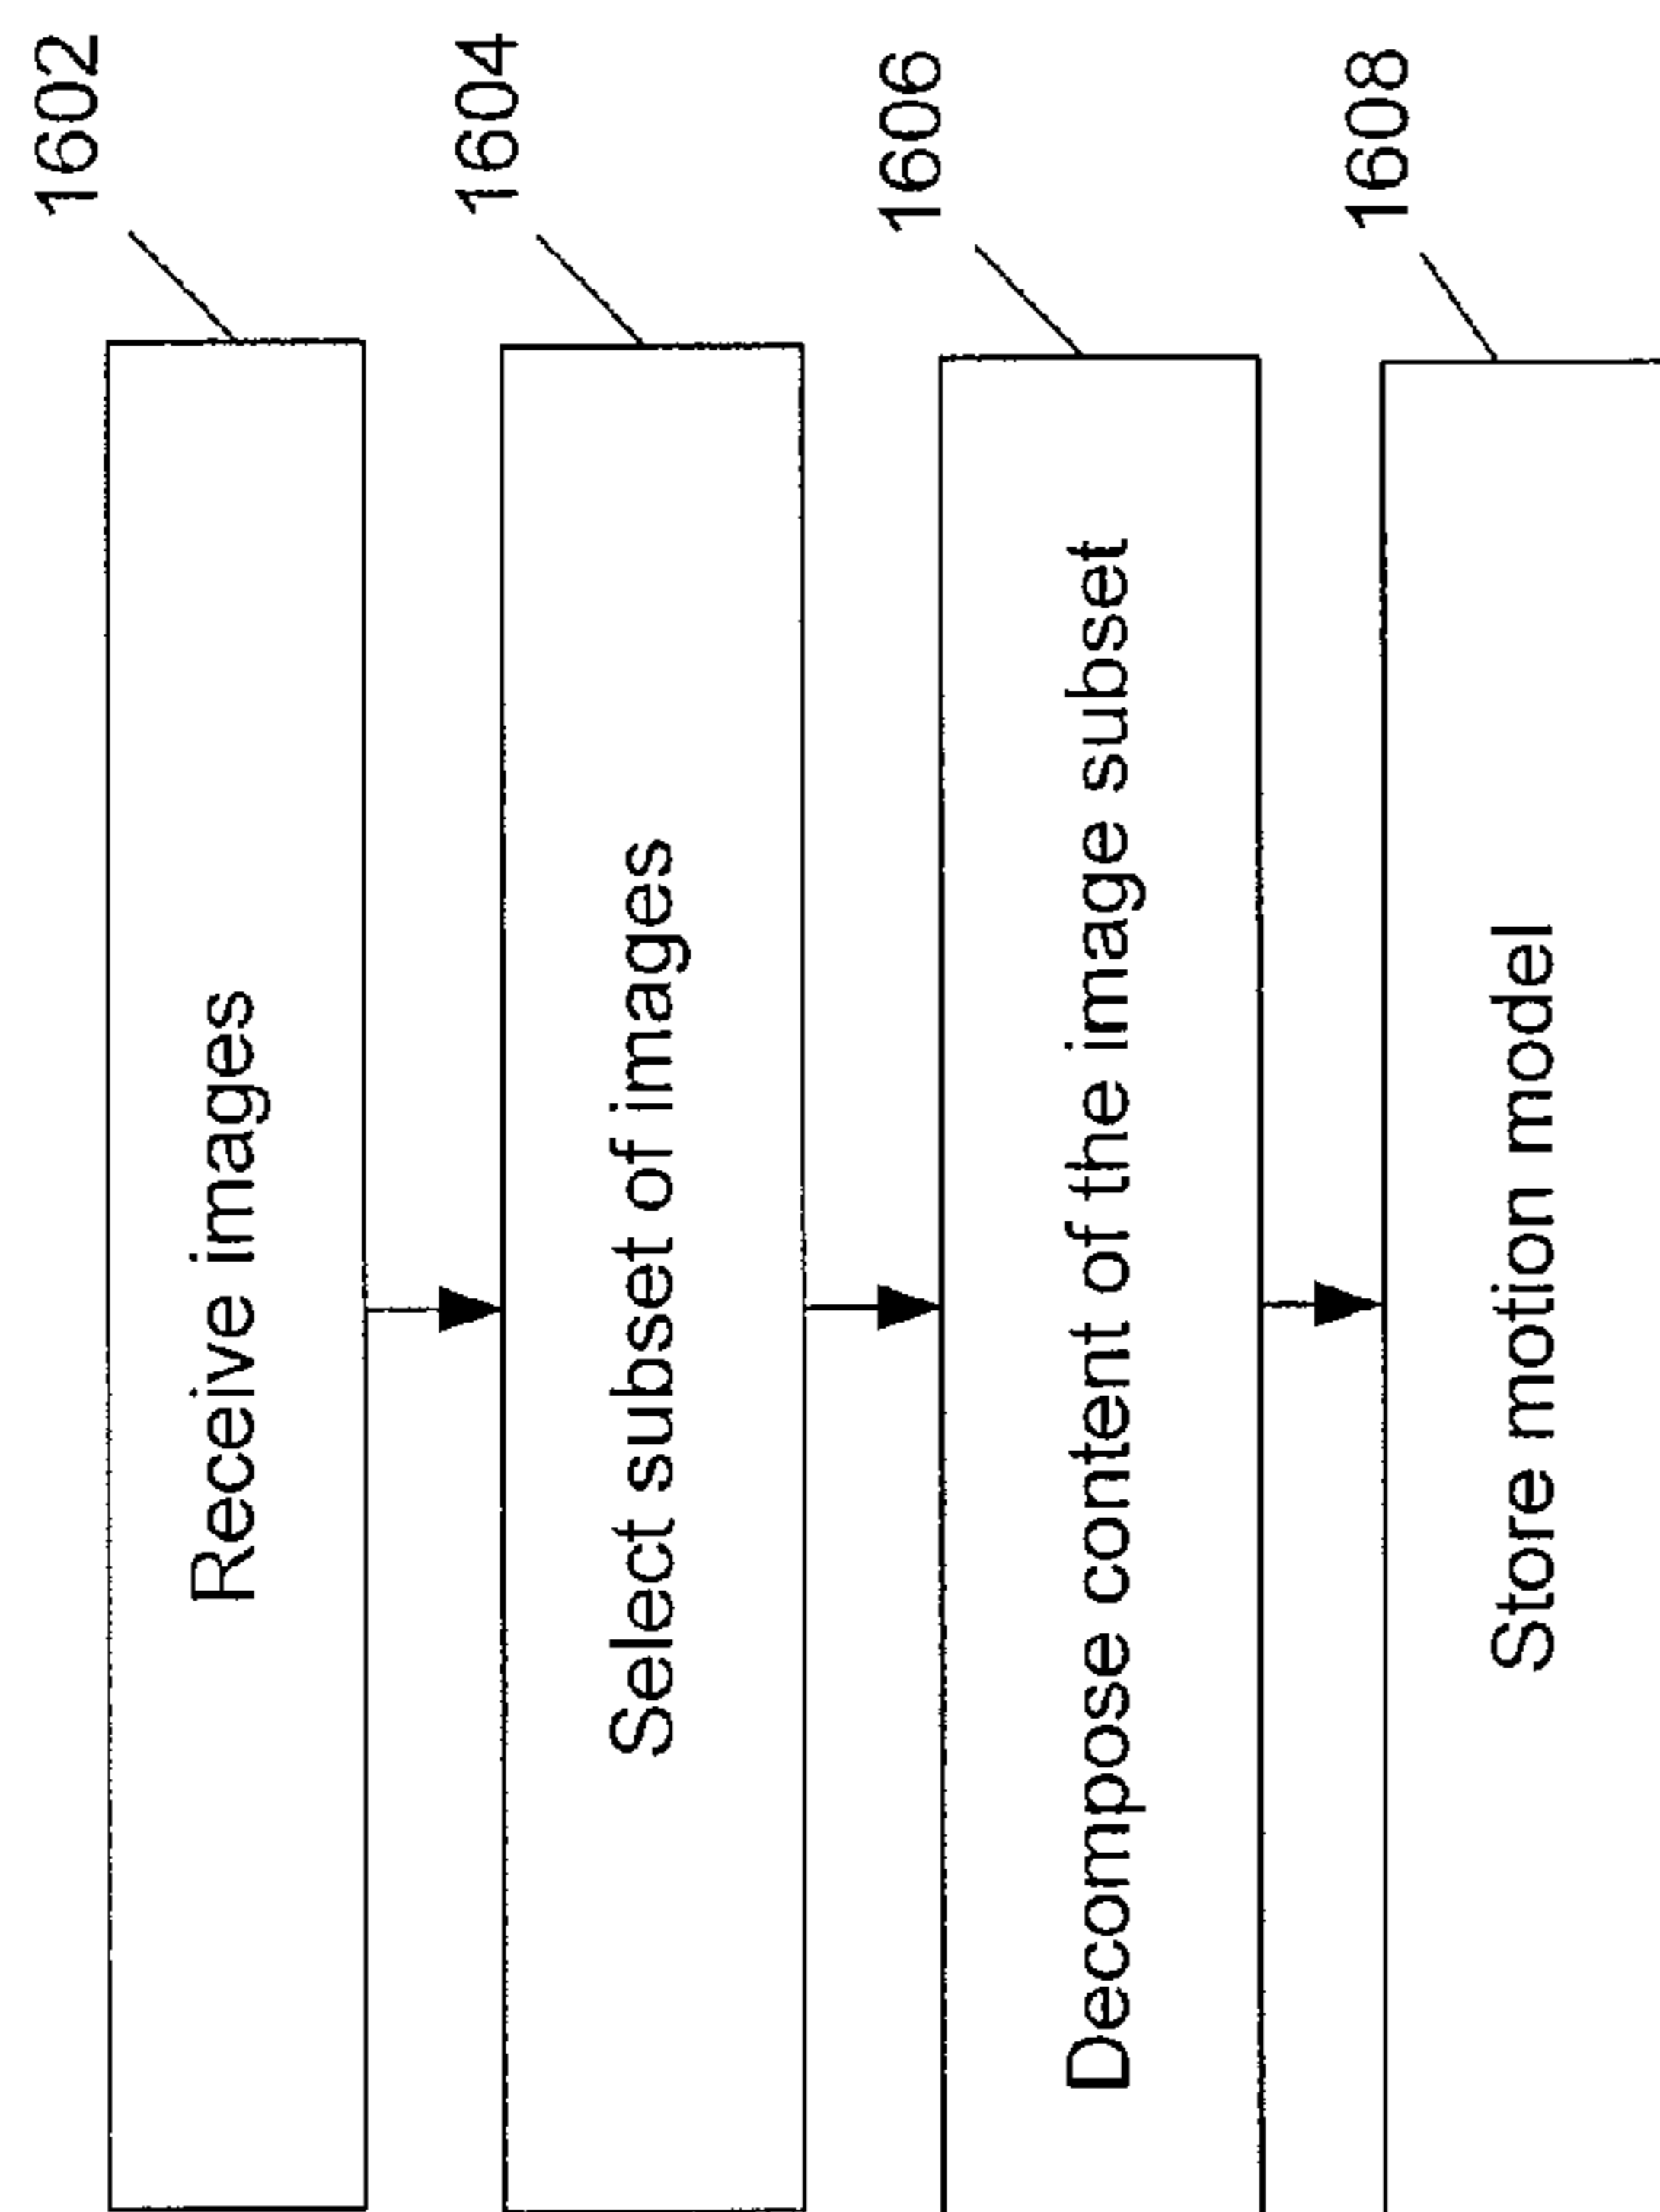 Receive images
1602
Select subset of images
1604
Decompose content of the image subset
1606
Store motion model
1608